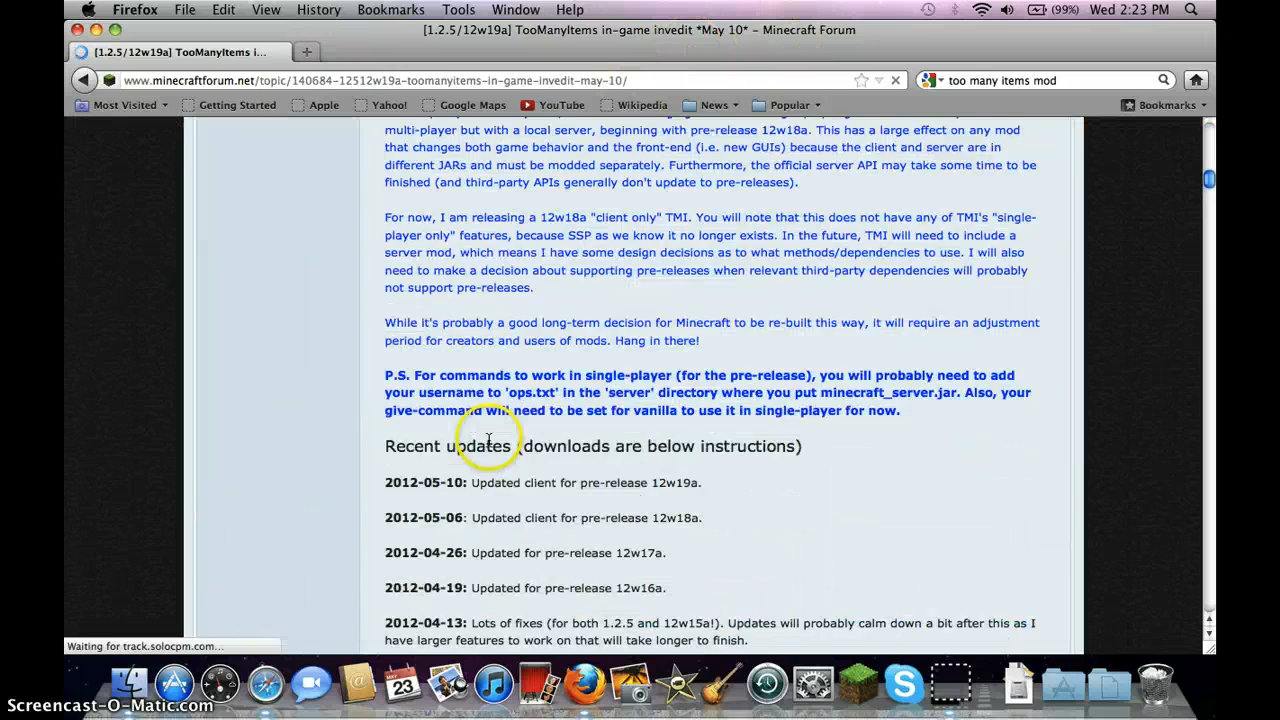 Firefox File Edit View History Bookmarks Tools Window Help (99%) Wed 2:23 PM
[1.2.5/12w19a] TooManyItems in-game invedit *May 10* – Minecraft Forum
[1.2.5/12w19a] TooManyItems i...
www.minecraftforum.net/topic/140684-12512w19a-toomanyitems-in-game-invedit-may-10/ too many items mod
Most Visited Getting Started Apple Yahoo! Google Maps YouTube Wikipedia News Popular Bookmarks
multi-player but with a local server, beginning with pre-release 12w18a. This has a large effect on any mod
that changes both game behavior and the front-end (i.e. new GUIs) because the client and server are in
different JARs and must be modded separately. Furthermore, the official server API may take some time to be
finished (and third-party APIs generally don't update to pre-releases).
For now, I am releasing a 12w18a "client only" TMI. You will note that this does not have any of TMI's "single-
player only" features, because SSP as we know it no longer exists. In the future, TMI will need to include a
server mod, which means I have some design decisions as to what methods/dependencies to use. I will also
need to make a decision about supporting pre-releases when relevant third-party dependencies will probably
not support pre-releases.
While it's probably a good long-term decision for Minecraft to be re-built this way, it will require an adjustment
period for creators and users of mods. Hang in there!
P.S. For commands to work in single-player (for the pre-release), you will probably need to add
your username to 'ops.txt' in the 'server' directory where you put minecraft_server.jar. Also, your
give-command will need to be set for vanilla to use it in single-player for now.
Recent updates (downloads are below instructions)
2012-05-10: Updated client for pre-release 12w19a.
2012-05-06: Updated client for pre-release 12w18a.
2012-04-26: Updated for pre-release 12w17a.
2012-04-19: Updated for pre-release 12w16a.
2012-04-13: Lots of fixes (for both 1.2.5 and 12w15a!). Updates will probably calm down a bit after this as I
have larger features to work on that will take longer to finish.
Waiting for track.solocpm.com...
23
Screencast-O-Matic.com